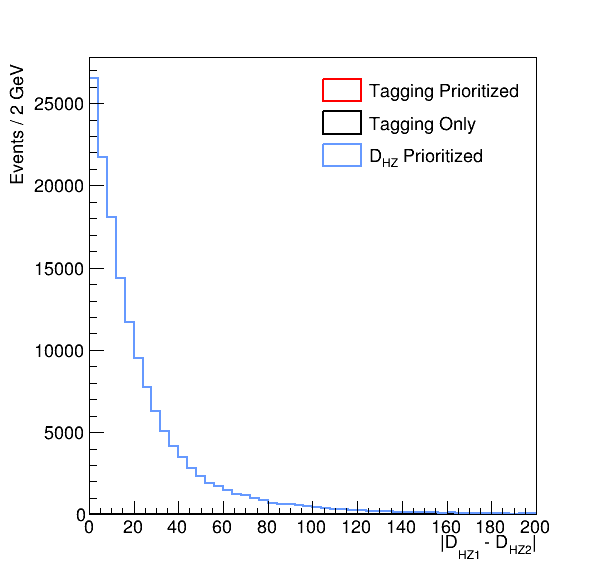 Events / 2 GeV
25000
20000
15000
10000
5000
0
Tagging Prioritized
Tagging Only
D_HZ Prioritized
0 20 40 60 80 100 120 140 160 180 200
|D_HZ1 - D_HZ2|